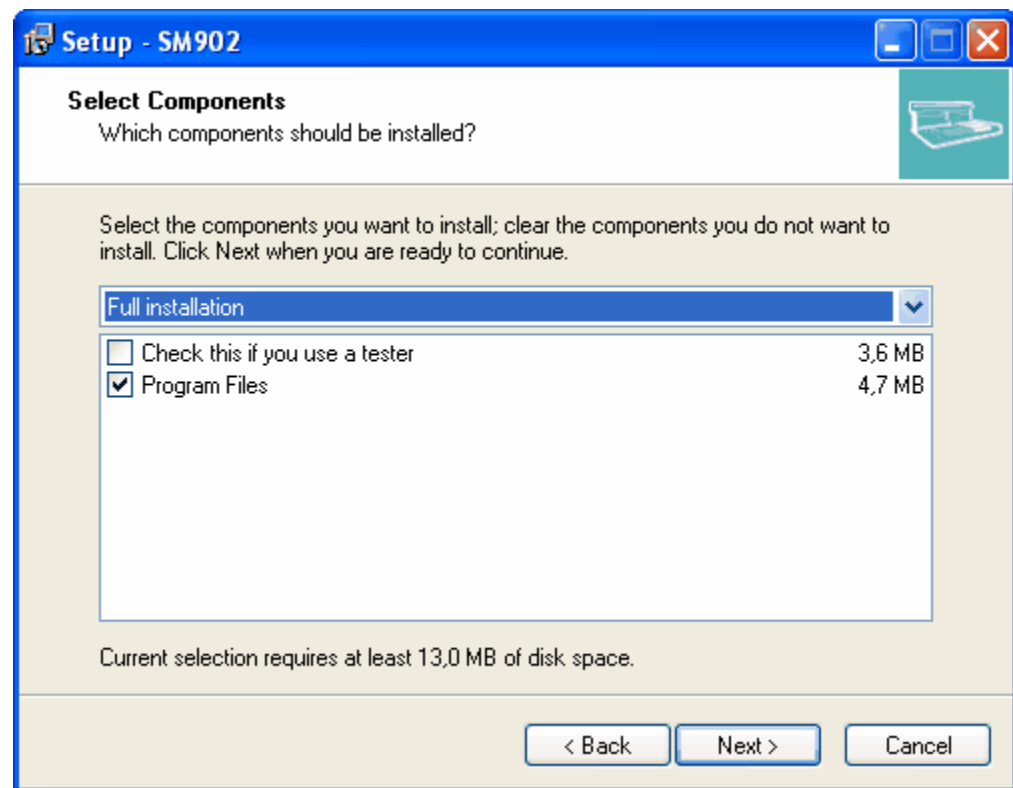 Setup - SM902
Select Components
Which components should be installed?
Select the components you want to install; clear the components you do not want to
install. Click Next when you are ready to continue.
Full installation
Check this if you use a tester 3,6 MB
Program Files 4,7 MB
Current selection requires at least 13,0 MB of disk space.
< Back Next > Cancel